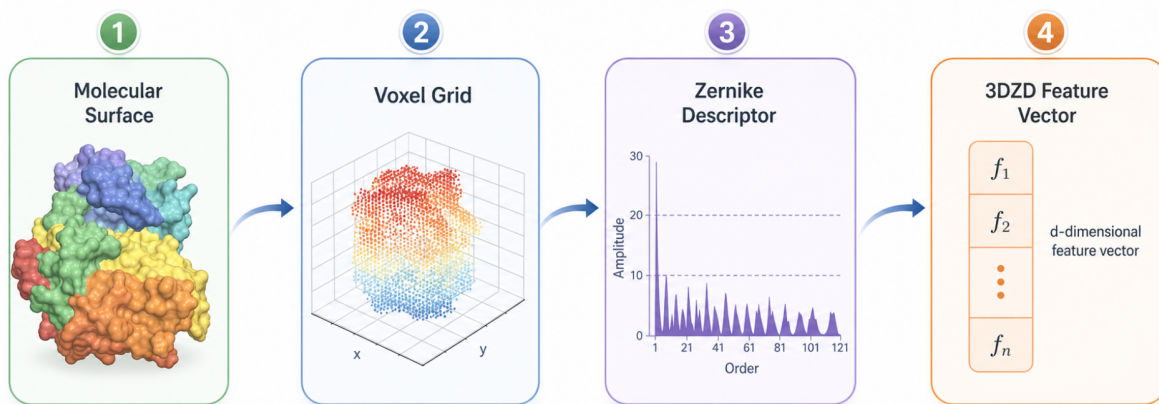 1
Molecular
Surface
2
Voxel Grid
x
y
3
Zernike
Descriptor
30
20
10
0
Amplitude
1 21 41 61 81 101 121
Order
4
3DZD Feature
Vector
f1
f2
fn
d-dimensional
feature vector